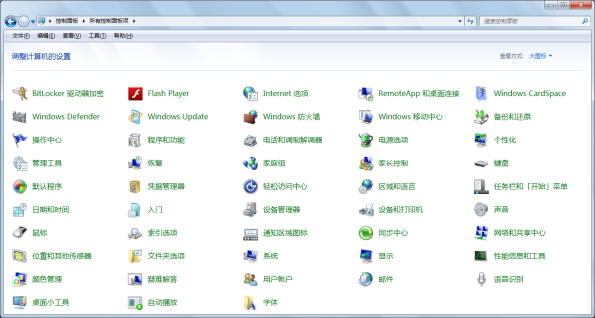 控制面板 ▸ 所有控制面板项 ▸
搜索控制面板
文件(F) 编辑(E) 查看(V) 工具(T) 帮助(H)
调整计算机的设置
查看方式: 大图标
BitLocker 驱动器加密 Flash Player Internet 选项 RemoteApp 和桌面连接 Windows CardSpace
Windows Defender Windows Update Windows 防火墙 Windows 移动中心 备份和还原
操作中心 程序和功能 电话和调制解调器 电源选项 个性化
管理工具 恢复 家庭组 家长控制 键盘
默认程序 凭据管理器 轻松访问中心 区域和语言 任务栏和「开始」菜单
日期和时间 入门 设备管理器 设备和打印机 声音
鼠标 索引选项 通知区域图标 同步中心 网络和共享中心
位置和其他传感器 文件夹选项 系统 显示 性能信息和工具
颜色管理 疑难解答 用户帐户 邮件 语音识别
桌面小工具 自动播放 字体